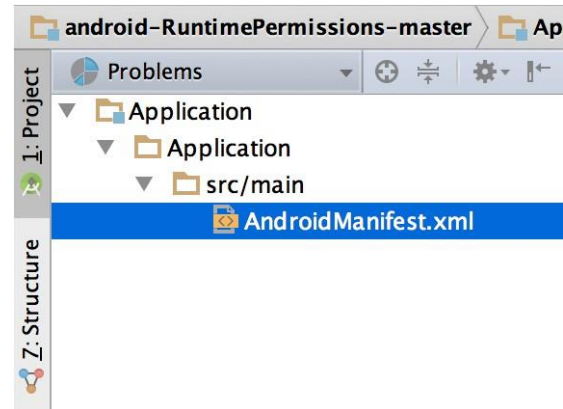 android-RuntimePermissions-master Ap
Problems
1: Project
Application
Application
src/main
AndroidManifest.xml
Z: Structure